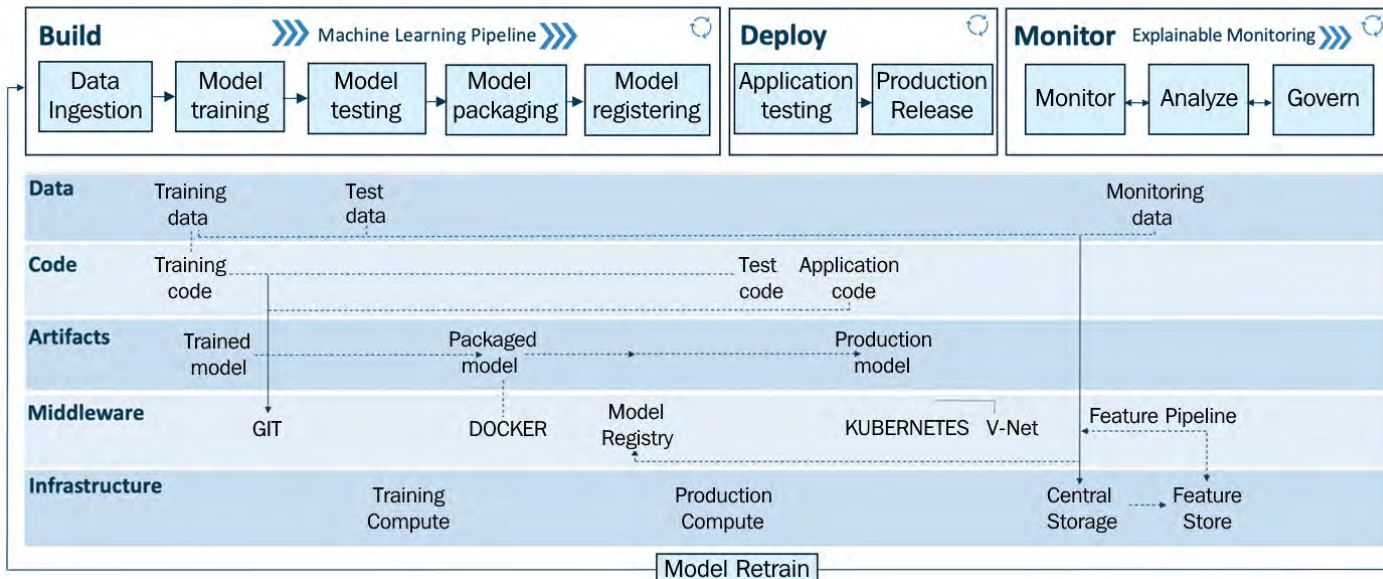 Build
Machine Learning Pipeline
Deploy
Monitor
Explainable Monitoring
Data
Ingestion
Model
training
Model
testing
Model
packaging
Model
registering
Application
testing
Production
Release
Monitor
Analyze
Govern
Data
Training
data
Test
data
Monitoring
data
Code
Training
code
Test
code
Application
code
Artifacts
Trained
model
Packaged
model
Production
model
Middleware
GIT
DOCKER
Model
Registry
KUBERNETES
V-Net
Feature Pipeline
Infrastructure
Training
Compute
Production
Compute
Central
Storage
Feature
Store
Model Retrain